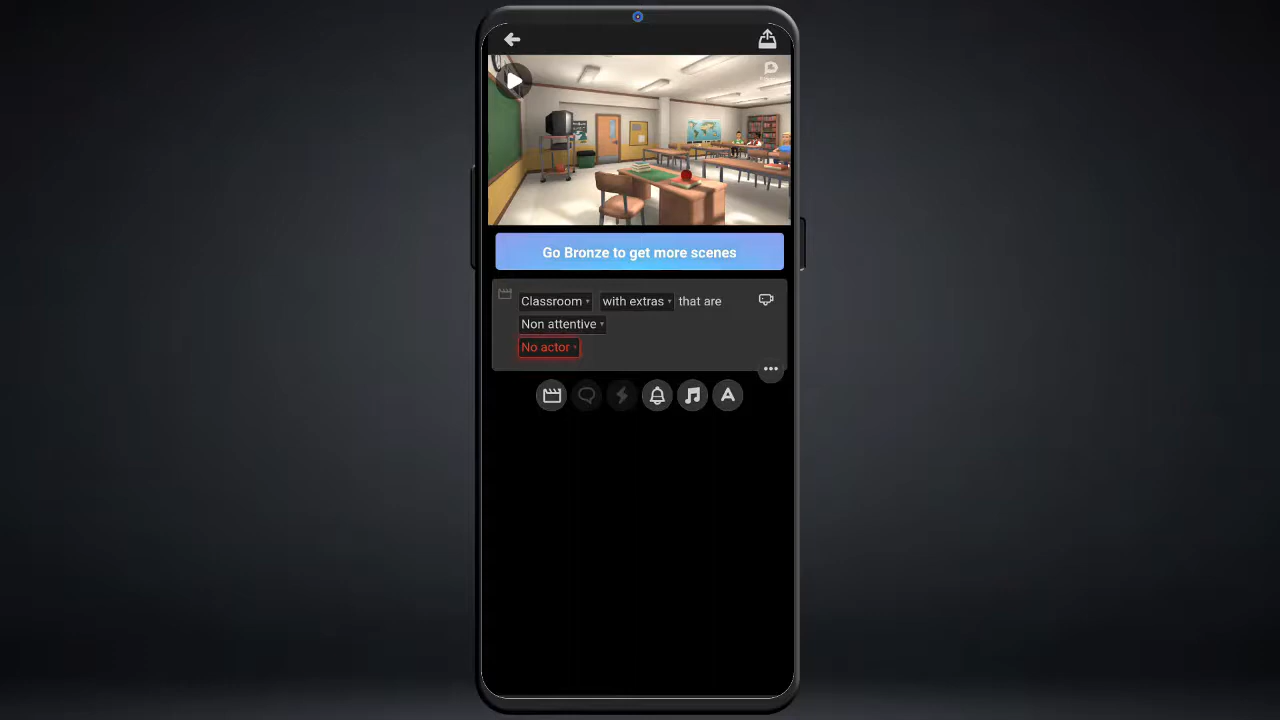 Go Bronze to get more scenes
Classroom with extras that are
Non attentive
No actor
A